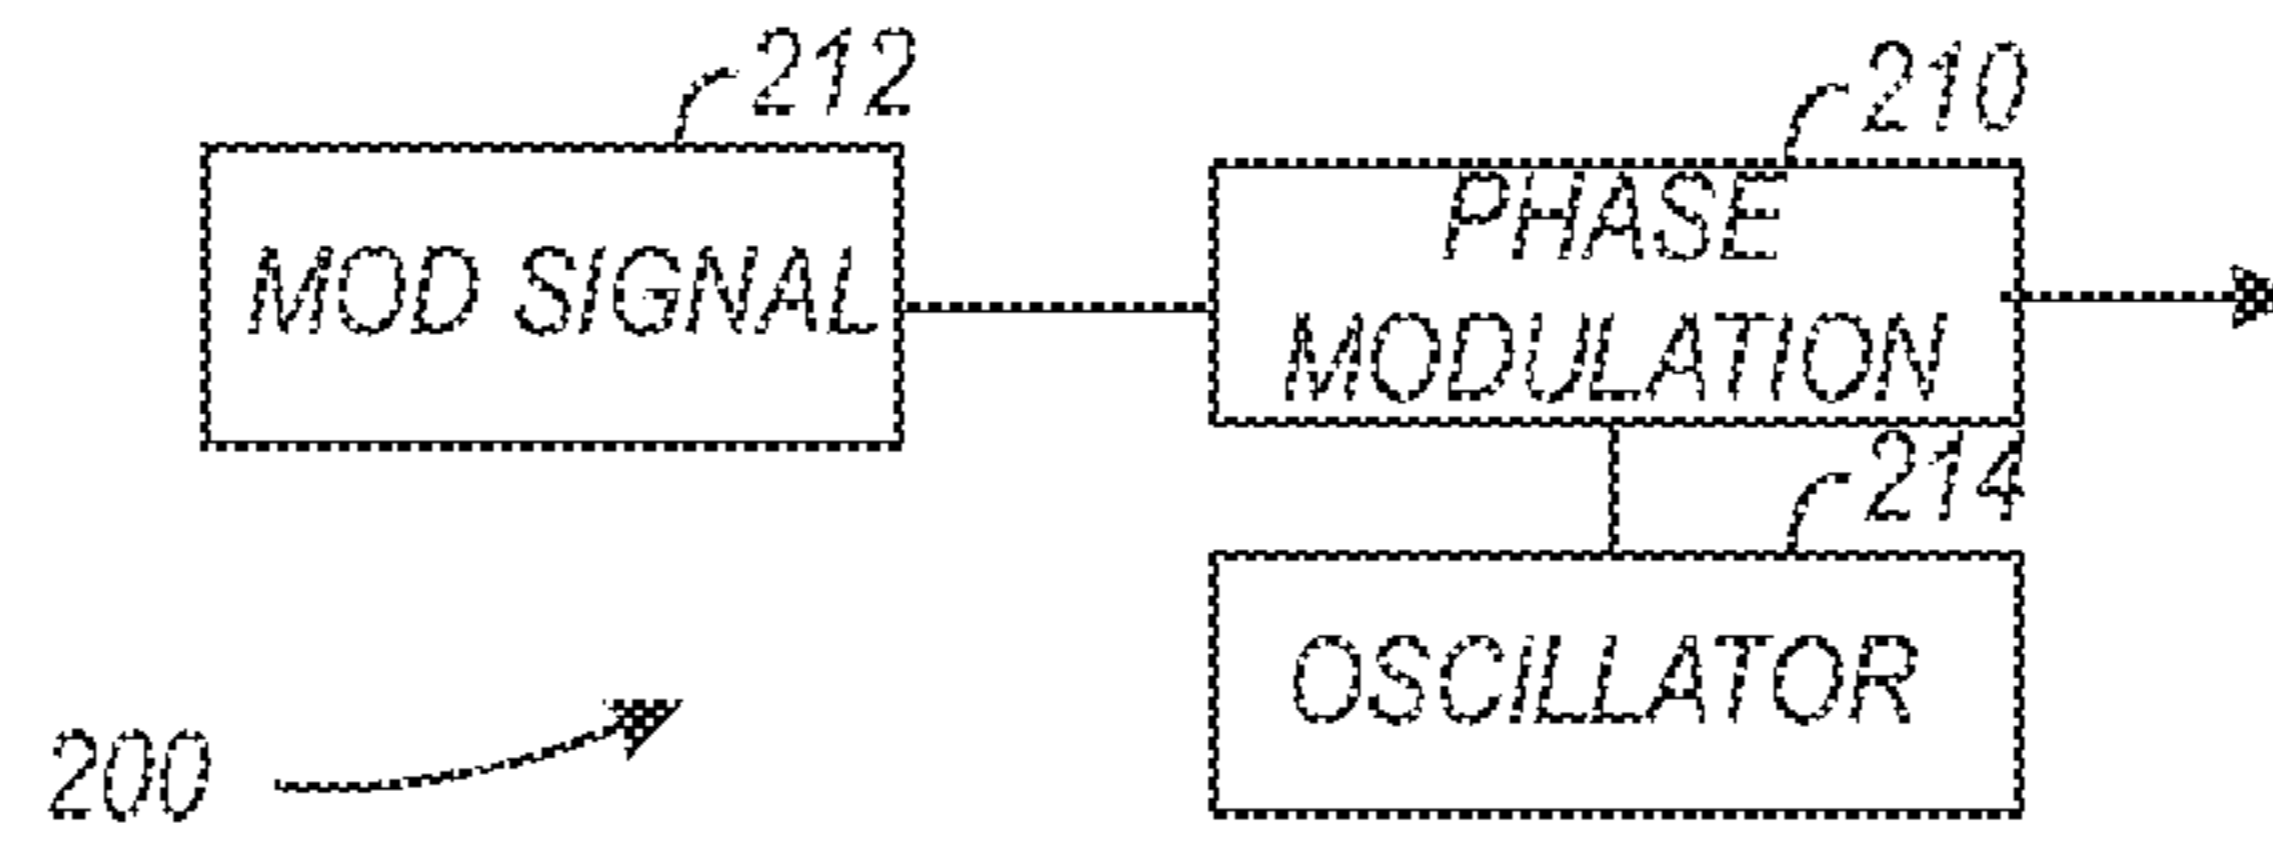 212
210
MOD SIGNAL
PHASE
MODULATION
214
OSCILLATOR
200